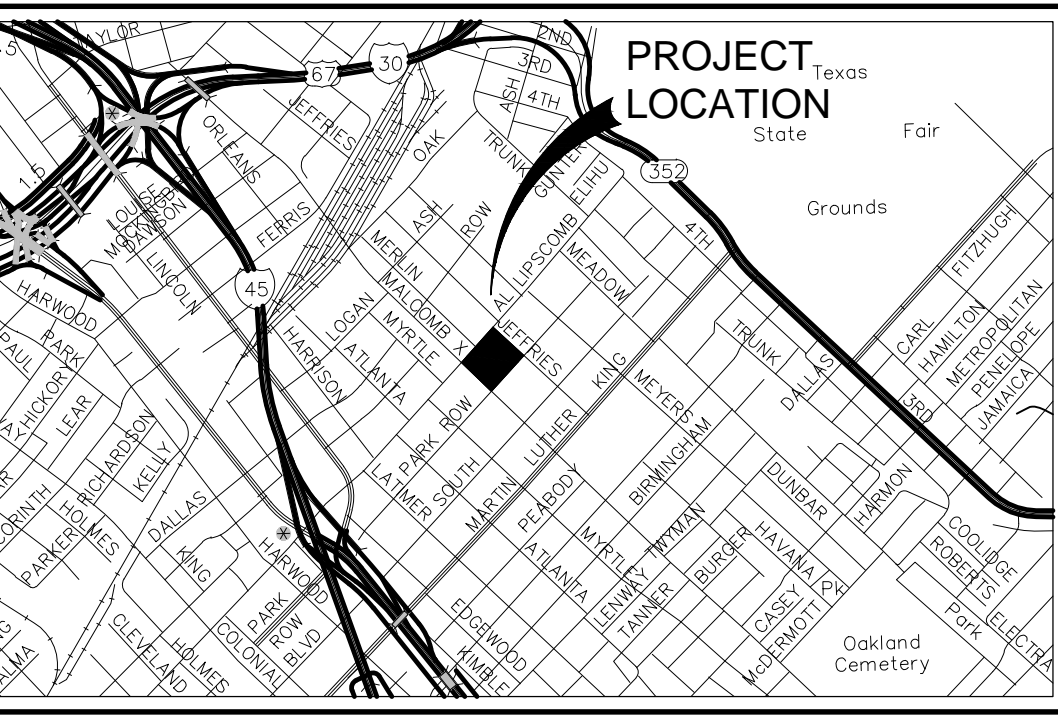 TAYLOR
1.5
2ND
3RD
4TH
ASH
67
30
PROJECT
LOCATION
Texas
State
Fair
Grounds
JEFFRIES
ORLEANS
OAK
TRUNK
GUNTER
ELIHU
352
4TH
1.5
LOUISE
DAWSON
LINCOLN
FERRIS
ASH
ROW
MERLIN
MALCOMB X
AL LIPSCOMB
MEADOW
FITZHUGH
HARWOOD
45
LOGAN
MYRTLE
ATLANTA
HARRISON
JEFFRIES
KING
TRUNK
DALLAS
CARL
HAMILTON
METROPOLITAN
PENELOPE
JAMAICA
3RD
PAUL
PARK
HICKORY
LEAR
RICHARDSON
KELLY
PARK ROW
LATIMER
SOUTH
MARTIN
LUTHER
MEYERS
BIRMINGHAM
PEABODY
DUNBAR
HARMON
CORINTH
HOLMES
PARKER
DALLAS
KING
HARWOOD
ATLANITA
MYRTLE
TWYMAN
LENWAY
TANNER
BURGER
HAVANA
CASEY
McDERMOTT
Pk
COOLIDGE
ROBERTS
Park
ELECTRA
PARK
ROW
BLVD
COLONIAL
CLEVELAND
HOLMES
EDGEWOOD
KIMBLE
Oakland
Cemetery